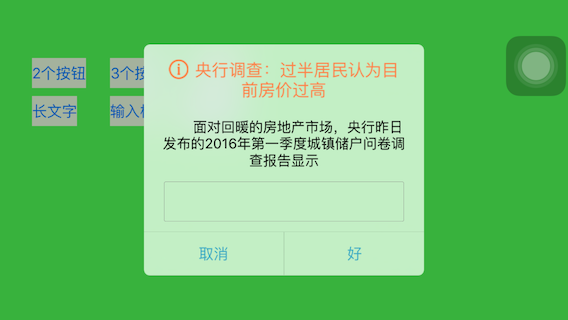 2个按钮
3个按
长文字
输入
央行调查：过半居民认为目
前房价过高
面对回暖的房地产市场，央行昨日
发布的2016年第一季度城镇储户问卷调
查报告显示
取消
好